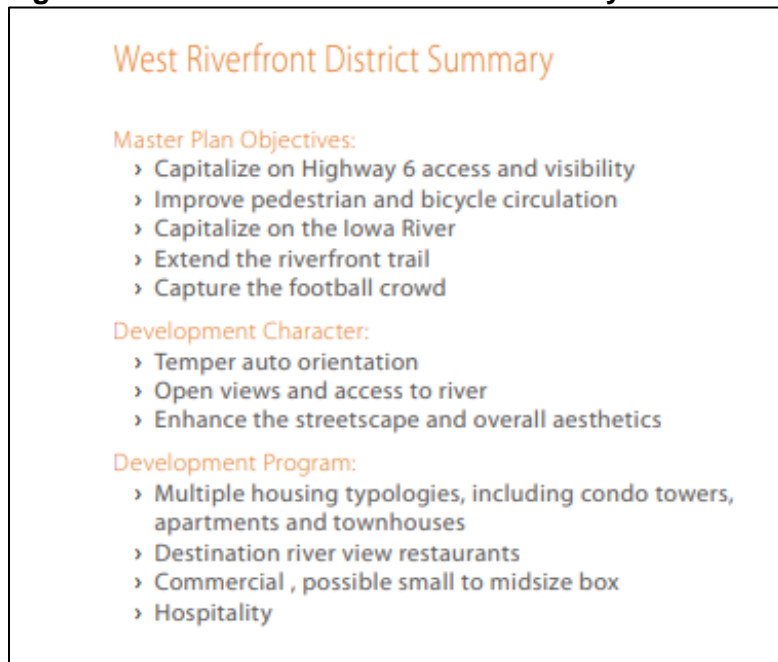 West Riverfront District Summary
Master Plan Objectives:
› Capitalize on Highway 6 access and visibility
› Improve pedestrian and bicycle circulation
› Capitalize on the Iowa River
› Extend the riverfront trail
› Capture the football crowd
Development Character:
› Temper auto orientation
› Open views and access to river
› Enhance the streetscape and overall aesthetics
Development Program:
› Multiple housing typologies, including condo towers,
apartments and townhouses
› Destination river view restaurants
› Commercial , possible small to midsize box
› Hospitality